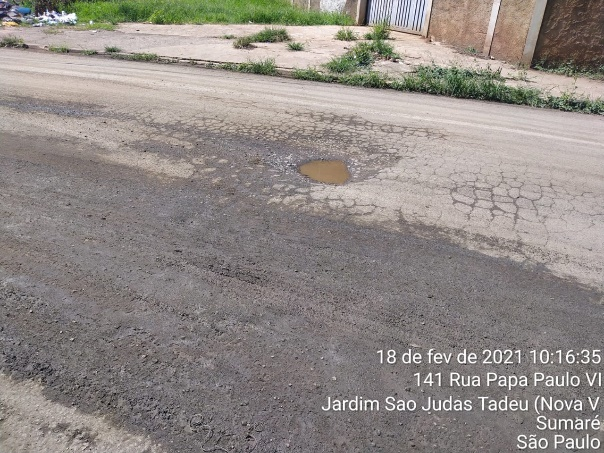 18 de fev de 2021 10:16:35
141 Rua Papa Paulo VI
Jardim Sao Judas Tadeu (Nova V
Sumaré
São Paulo